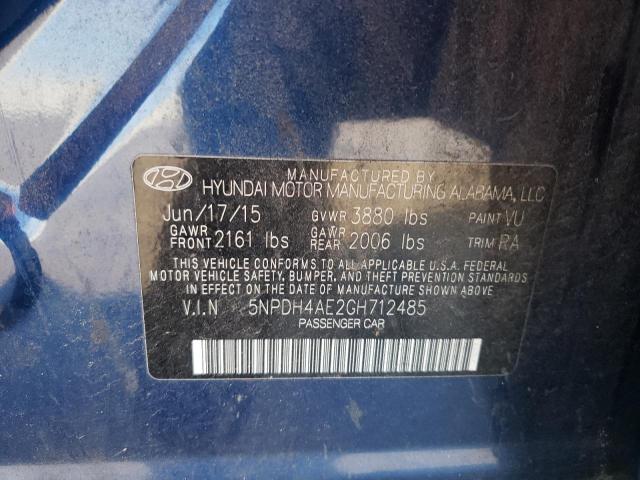 MANUFACTURED BY
HYUNDAI MOTOR MANUFACTURING ALABAMA, LLC
Jun/17/15 GVWR 3880 lbs PAINT VU
GAWR FRONT 2161 lbs GAWR REAR 2006 lbs TRIM RA
THIS VEHICLE CONFORMS TO ALL APPLICABLE U.S.A. FEDERAL
MOTOR VEHICLE SAFETY, BUMPER, AND THEFT PREVENTION STANDARDS
IN EFFECT ON THE DATE OF MANUFACTURE SHOWN ABOVE.
V.I.N 5NPDH4AE2GH712485
PASSENGER CAR